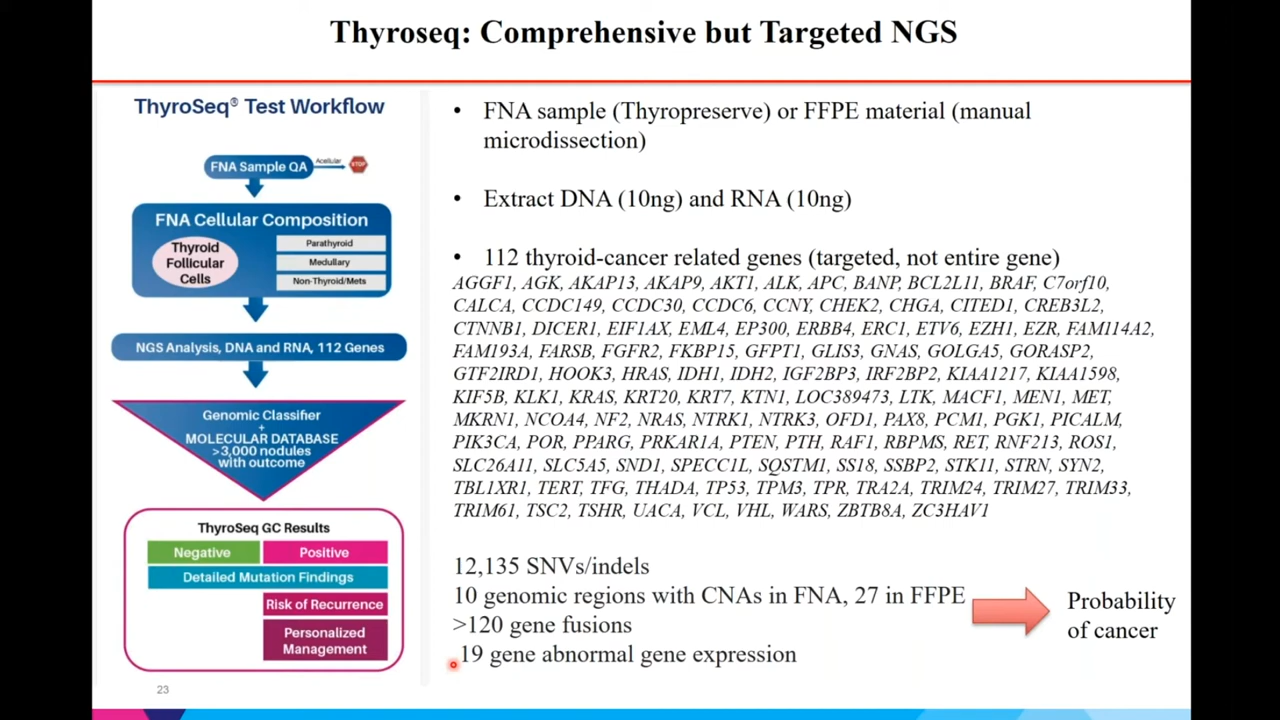 Thyroseq: Comprehensive but Targeted NGS
ThyroSeq® Test Workflow
FNA Sample QA
Acellular
STOP
FNA Cellular Composition
Thyroid
Follicular
Cells
Parathyroid
Medullary
Non-Thyroid/Mets
NGS Analysis, DNA and RNA, 112 Genes
Genomic Classifier
+
MOLECULAR DATABASE
>3,000 nodules
with outcome
ThyroSeq GC Results
Negative
Positive
Detailed Mutation Findings
Risk of Recurrence
Personalized
Management
• FNA sample (Thyropreserve) or FFPE material (manual
microdissection)
• Extract DNA (10ng) and RNA (10ng)
• 112 thyroid-cancer related genes (targeted, not entire gene)
AGGF1, AGK, AKAP13, AKAP9, AKT1, ALK, APC, BANP, BCL2L11, BRAF, C7orf10,
CALCA, CCDC149, CCDC30, CCDC6, CCNY, CHEK2, CHGA, CITED1, CREB3L2,
CTNNB1, DICER1, EIF1AX, EML4, EP300, ERBB4, ERC1, ETV6, EZH1, EZR, FAM114A2,
FAM193A, FARSB, FGFR2, FKBP15, GFPT1, GLIS3, GNAS, GOLGA5, GORASP2,
GTF2IRD1, HOOK3, HRAS, IDH1, IDH2, IGF2BP3, IRF2BP2, KIAA1217, KIAA1598,
KIF5B, KLK1, KRAS, KRT20, KRT7, KTN1, LOC389473, LTK, MACF1, MEN1, MET,
MKRN1, NCOA4, NF2, NRAS, NTRK1, NTRK3, OFD1, PAX8, PCM1, PGK1, PICALM,
PIK3CA, POR, PPARG, PRKAR1A, PTEN, PTH, RAF1, RBPMS, RET, RNF213, ROS1,
SLC26A11, SLC5A5, SND1, SPECC1L, SQSTM1, SS18, SSBP2, STK11, STRN, SYN2,
TBL1XR1, TERT, TFG, THADA, TP53, TPM3, TPR, TRA2A, TRIM24, TRIM27, TRIM33,
TRIM61, TSC2, TSHR, UACA, VCL, VHL, WARS, ZBTB8A, ZC3HAV1
12,135 SNVs/indels
10 genomic regions with CNAs in FNA, 27 in FFPE
>120 gene fusions
19 gene abnormal gene expression
Probability
of cancer
23